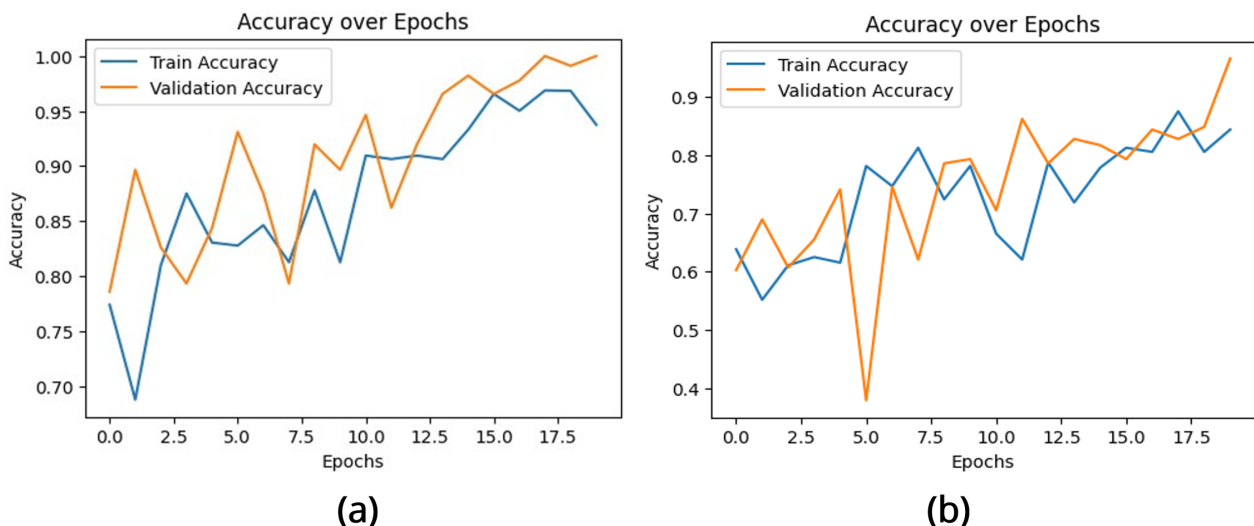 Accuracy over Epochs
Train Accuracy
Validation Accuracy
Accuracy
1.00
0.95
0.90
0.85
0.80
0.75
0.70
0.0 2.5 5.0 7.5 10.0 12.5 15.0 17.5
Epochs
(a)
Accuracy over Epochs
Train Accuracy
Validation Accuracy
Accuracy
0.9
0.8
0.7
0.6
0.5
0.4
0.0 2.5 5.0 7.5 10.0 12.5 15.0 17.5
Epochs
(b)